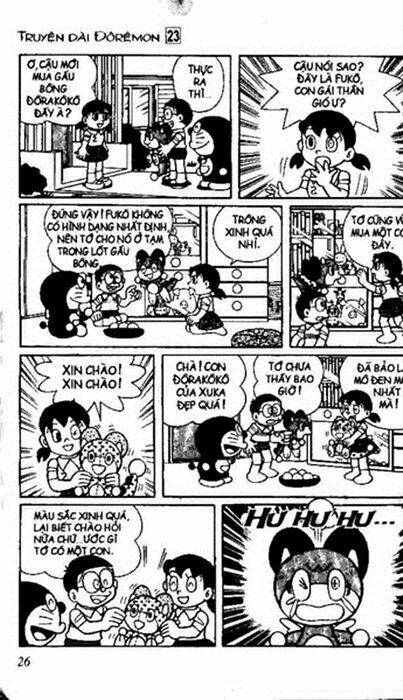 TRUYỆN DÀI ĐÔRÊMON 23
Ơ, CẬU MỚI
MUA GẤU
BÔNG
ĐÔRAKÔKÔ
ĐẤY À?
THỰC
RA
THÌ...
CẬU NÓI SAO?
ĐÂY LÀ FUKÔ,
CON GÁI THẦN
GIÓ Ư?
ĐÚNG VẬY! FUKÔ KHÔNG
CÓ HÌNH DẠNG NHẤT ĐỊNH,
NÊN TỚ CHO NÓ Ở TẠM
TRONG LỐT GẤU
BÔNG.
TRÔNG
XINH QUÁ
NHỈ.
TỚ CŨNG
MUA MỘT
ĐẤY.
XIN CHÀO!
XIN CHÀO!
CHÀ! CON
ĐÔRAKÔKÔ
CỦA XUKA
ĐẸP QUÁ!
TỚ CHƯA
THẤY BAO
GIỜ!
ĐÃ BẢO
MỐ ĐEN
NHẤT
MÀ!
MÀU SẮC XINH QUÁ,
LẠI BIẾT CHÀO HỎI
NỮA CHỨ. ƯỚC GÌ
TỚ CÓ MỘT CON.
HỪ HƯ HƯ...
26